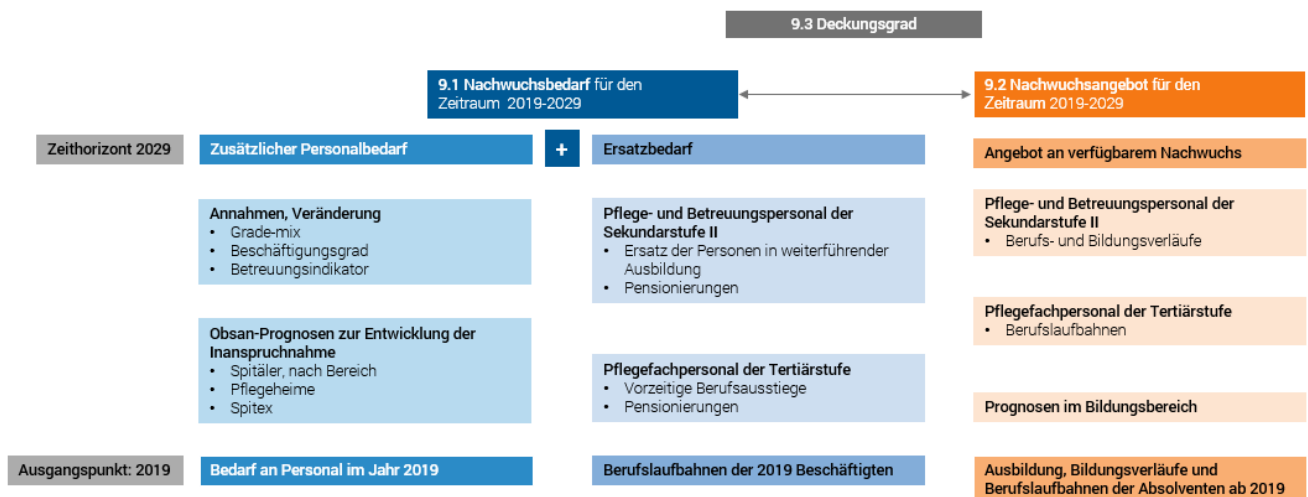 9.3 Deckungsgrad
9.1 Nachwuchsbedarf für den
Zeitraum 2019-2029
9.2 Nachwuchsangebot für den
Zeitraum 2019-2029
Zeithorizont 2029
Zusätzlicher Personalbedarf
+
Ersatzbedarf
Angebot an verfügbarem Nachwuchs
Annahmen, Veränderung
• Grade-mix
• Beschäftigungsgrad
• Betreuungsindikator
Pflege- und Betreuungspersonal der
Sekundarstufe II
• Ersatz der Personen in weiterführender
Ausbildung
• Pensionierungen
Pflege- und Betreuungspersonal der
Sekundarstufe II
• Berufs- und Bildungsverläufe
Obsan-Prognosen zur Entwicklung der
Inanspruchnahme
• Spitäler, nach Bereich
• Pflegeheime
• Spitex
Pflegefachpersonal der Tertiärstufe
• Vorzeitige Berufsausstiege
• Pensionierungen
Pflegefachpersonal der Tertiärstufe
• Berufslaufbahnen
Prognosen im Bildungsbereich
Ausgangspunkt: 2019
Bedarf an Personal im Jahr 2019
Berufslaufbahnen der 2019 Beschäftigten
Ausbildung, Bildungsverläufe und
Berufslaufbahnen der Absolventen ab 2019